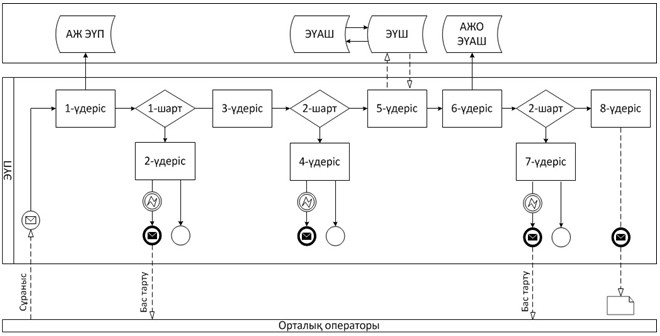 АЖ ЭҮП
ЭҮАШ
ЭҮШ
АЖО
ЭҮАШ
ЭҮП
1-үдеріс
1-шарт
3-үдеріс
2-шарт
5-үдеріс
6-үдеріс
2-шарт
8-үдеріс
2-үдеріс
4-үдеріс
7-үдеріс
Сұраныс
Бас тарту
Бас тарту
Орталық операторы